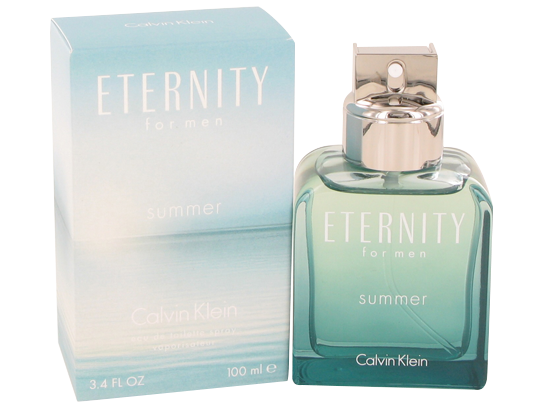 ETERNITY
for men
summer
Calvin Klein
3.4 FL OZ
100 ml e
ETERNITY
for men
summer
Calvin Klein